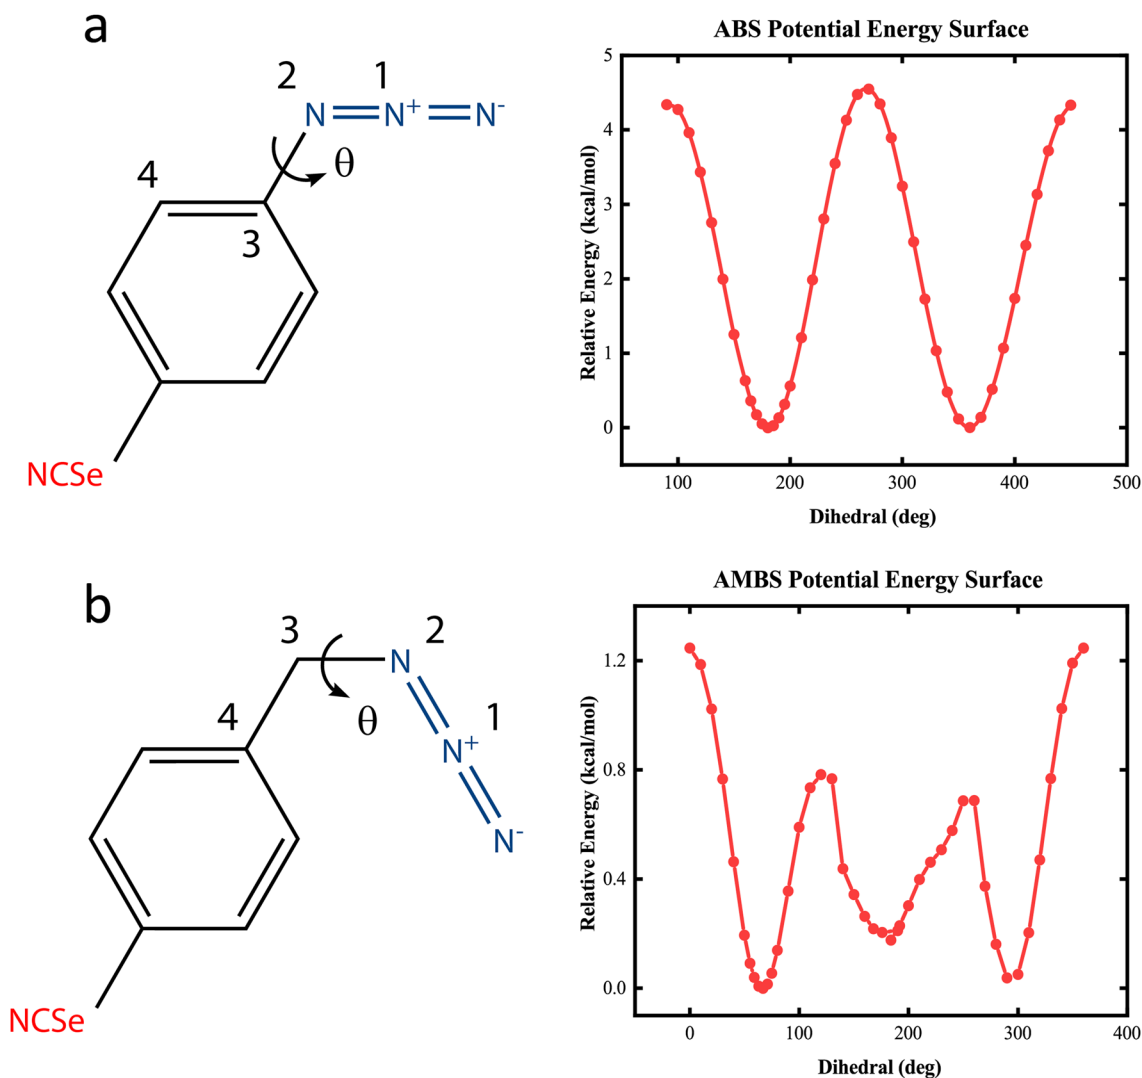 a
ABS Potential Energy Surface
2 1
N N⁺ N⁻
θ
4
3
NCSe
Relative Energy (kcal/mol)
5
4
3
2
1
0
100 200 300 400 500
Dihedral (deg)
b
AMBS Potential Energy Surface
3 2
N
θ 1
4
N⁺
N⁻
NCSe
Relative Energy (kcal/mol)
1.2
0.8
0.4
0.0
0 100 200 300 400
Dihedral (deg)